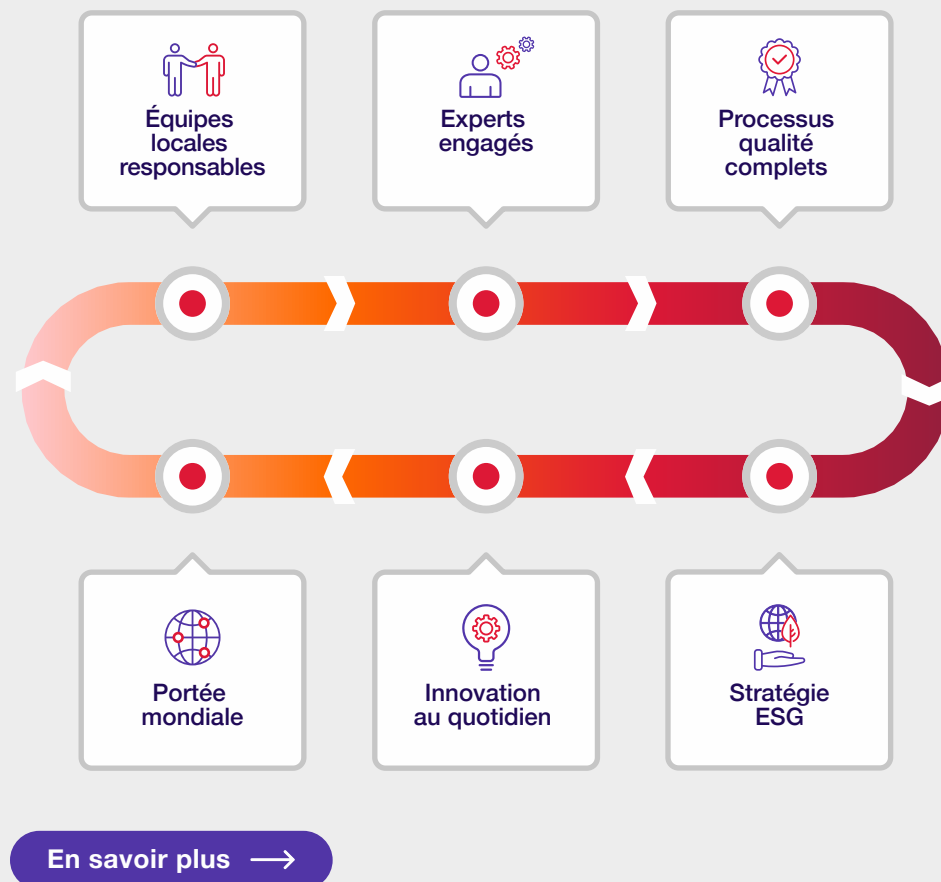 Équipes
locales
responsables
Experts
engagés
Processus
qualité
complets
Portée
mondiale
Innovation
au quotidien
Stratégie
ESG
En savoir plus